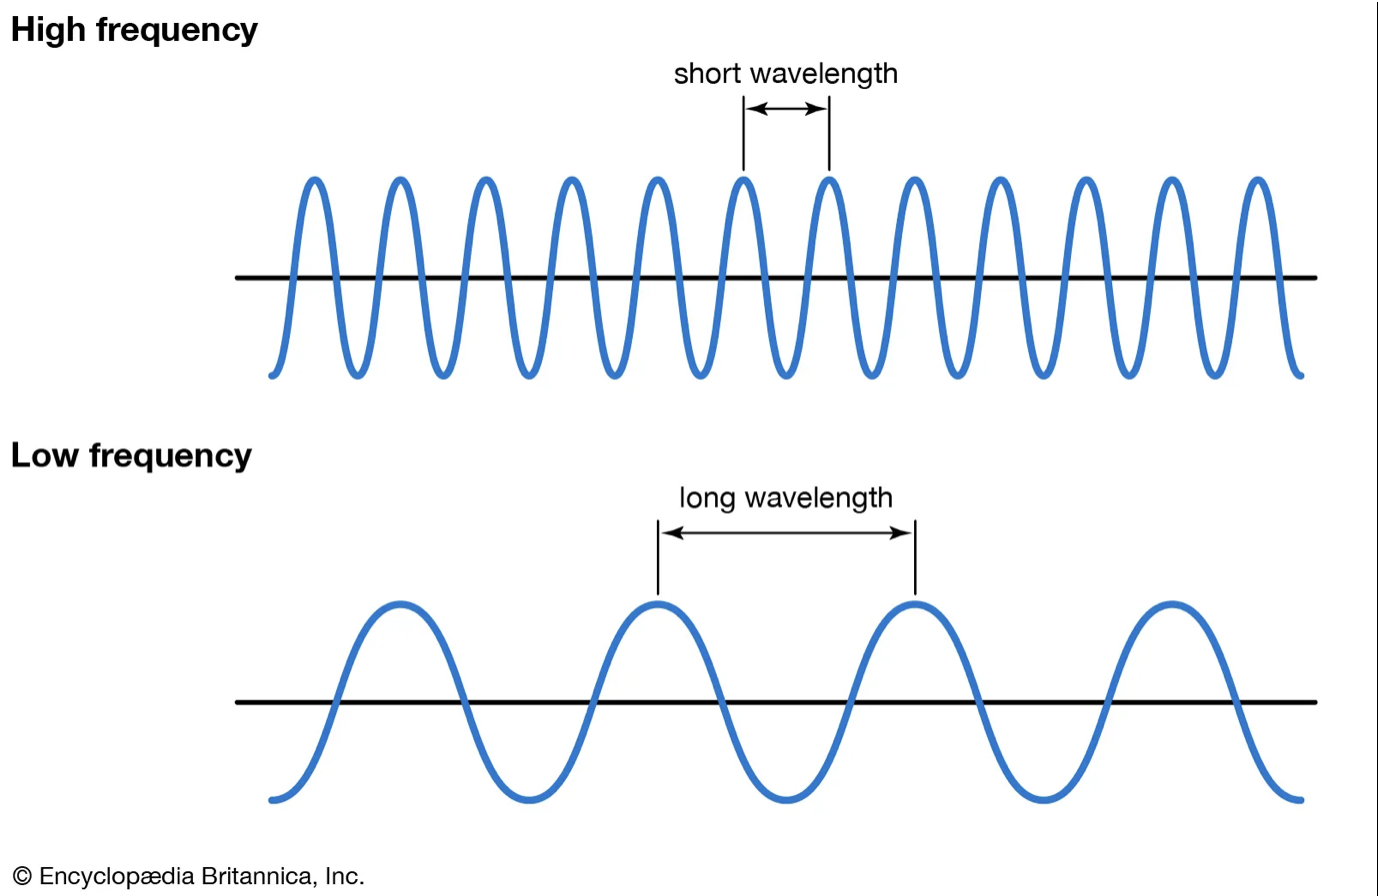 High frequency
short wavelength
Low frequency
long wavelength
© Encyclopædia Britannica, Inc.